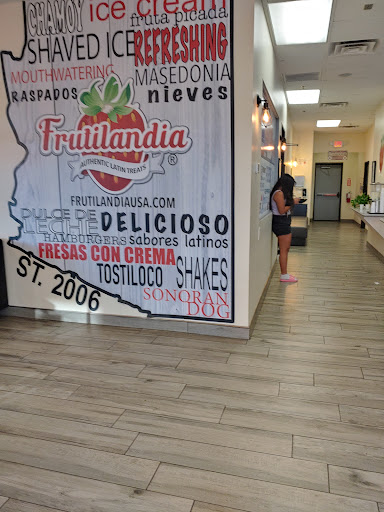 CHAMOY ice cream
fruta picada
SHAVED ICE REFRESHING
MOUTHWATERING MASEDONIA
RASPADOS nieves
Frutilandia
AUTHENTIC LATIN TREATS
®
FRUTILANDIAUSA.COM
DULCE DE LECHE DELICIOSO
HAMBURGERS sabores latinos
FRESAS CON CREMA
TOSTILOCO SHAKES
SONORAN DOG
ST. 2006